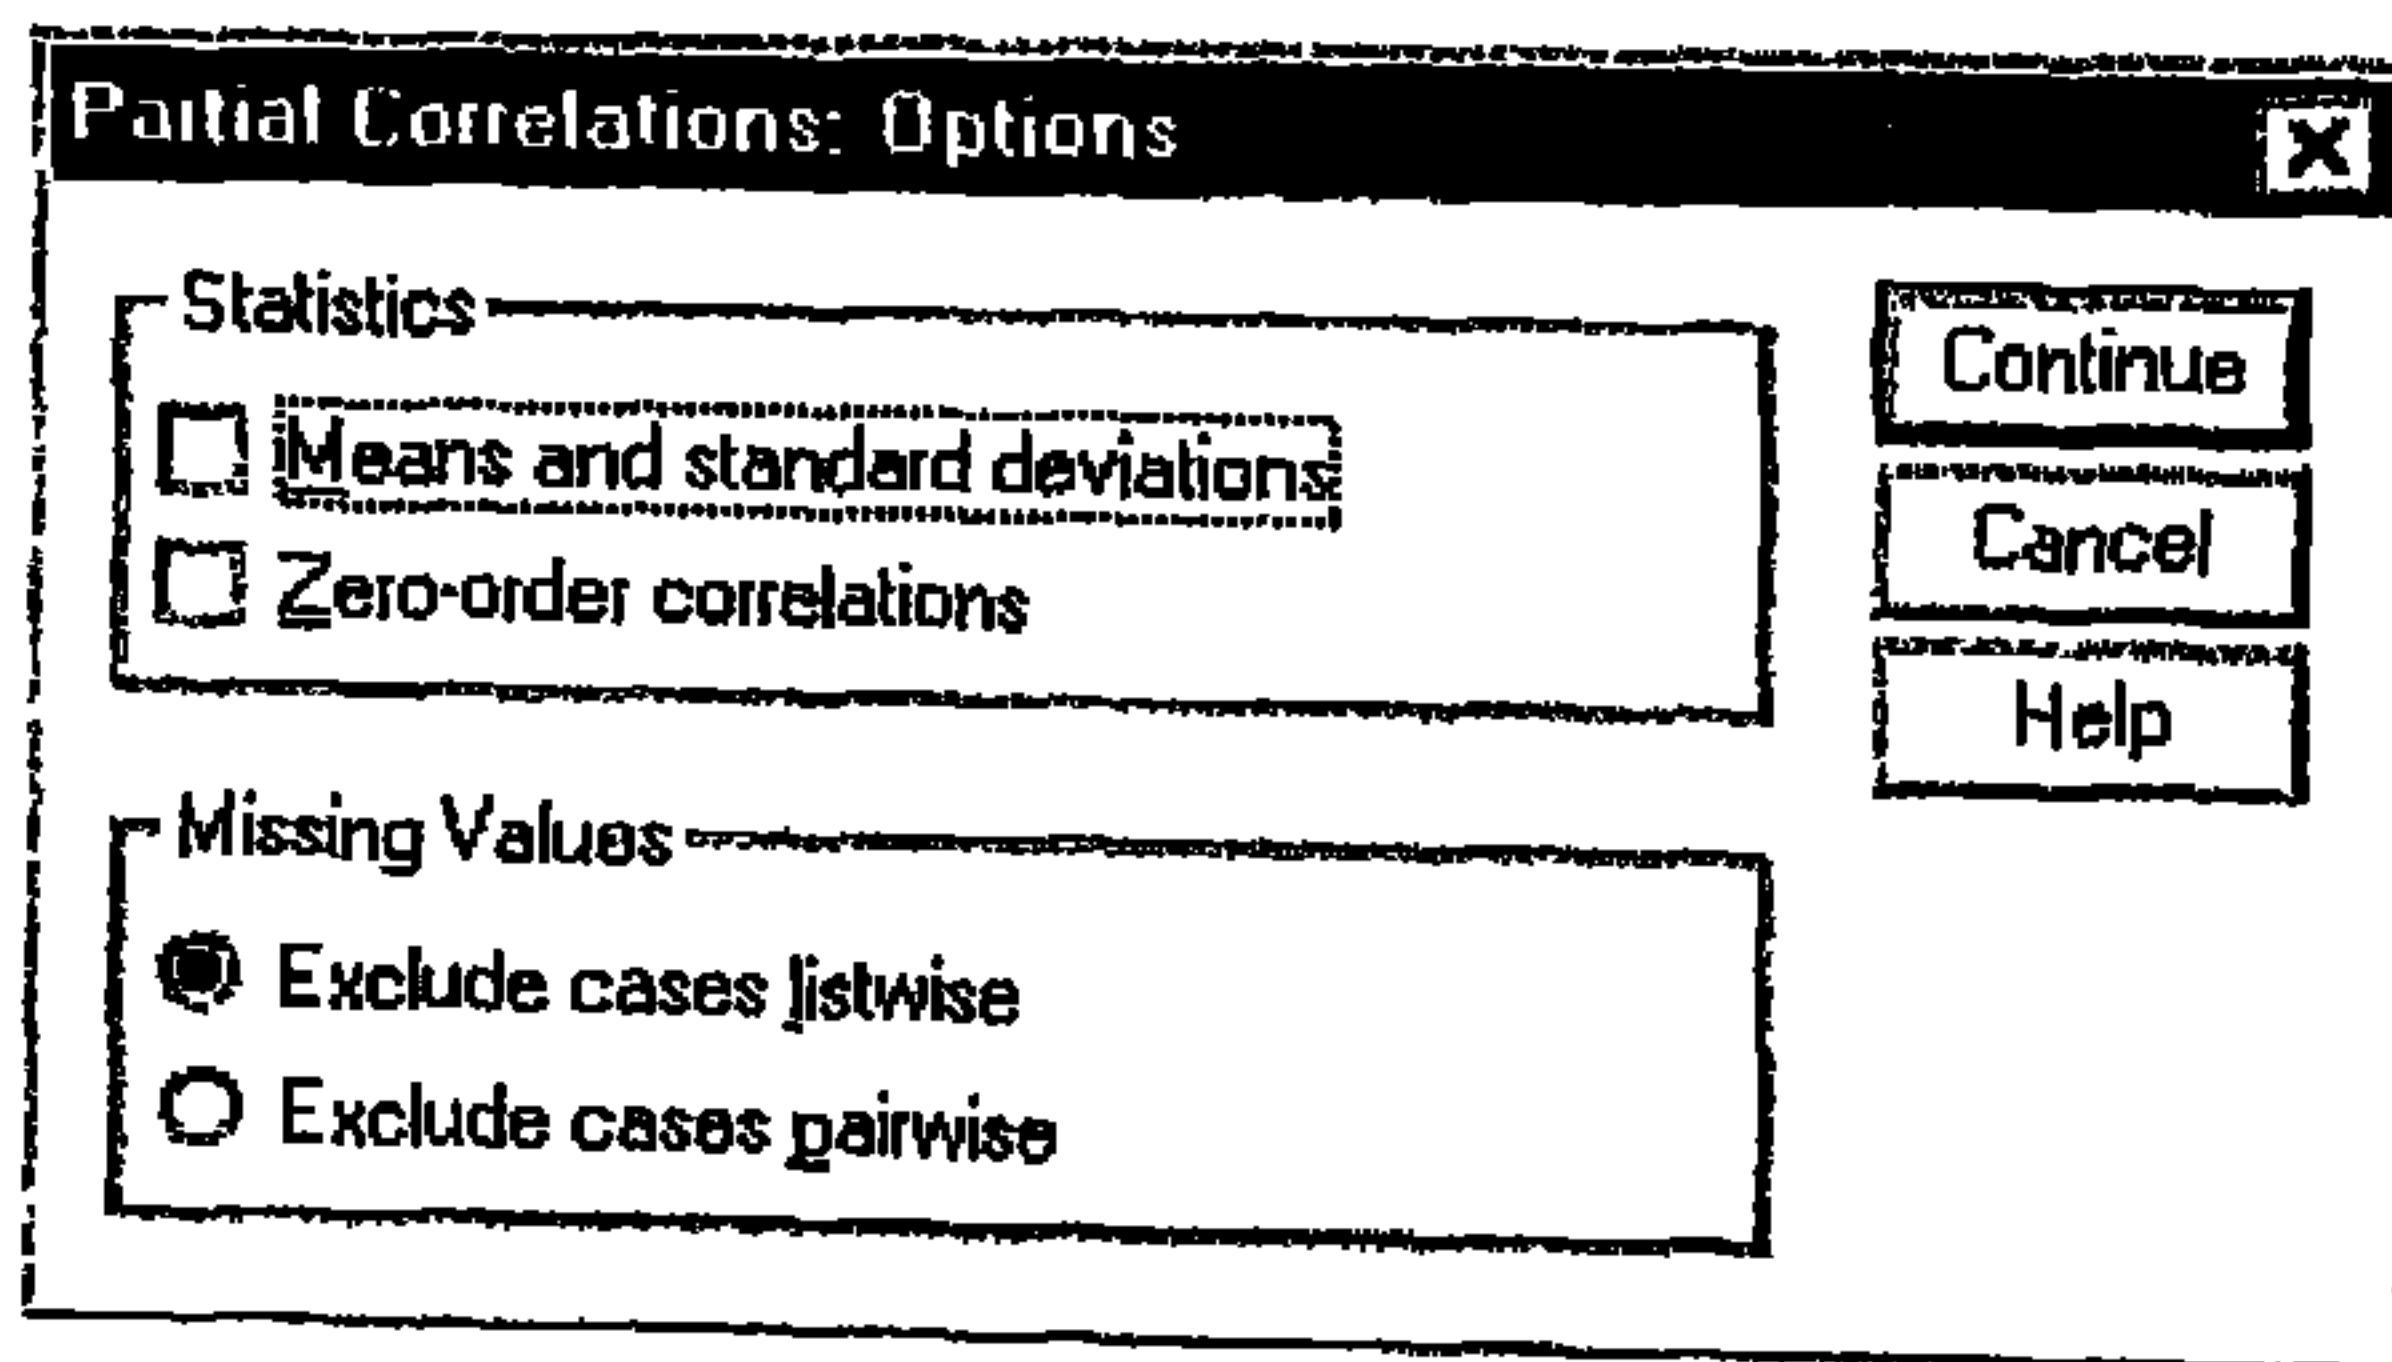 Partial Correlations: Options
Statistics
Means and standard deviations
Zero-order correlations
Missing Values
Exclude cases listwise
Exclude cases pairwise
Continue
Cancel
Help